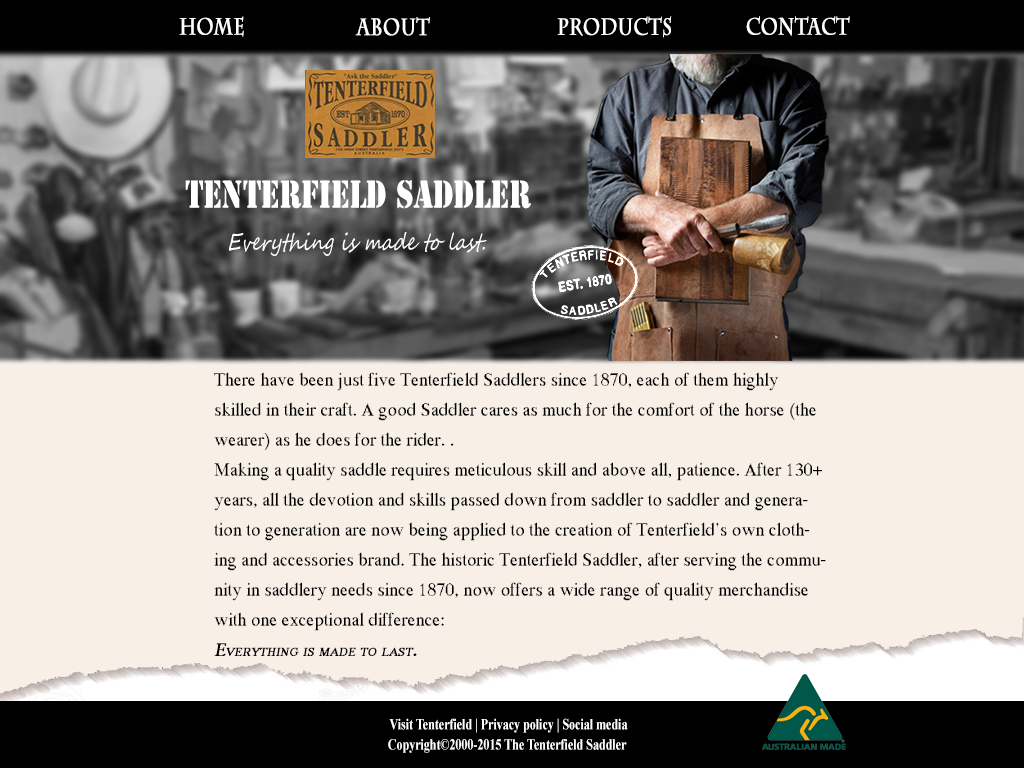 HOME ABOUT PRODUCTS CONTACT
"Ask the Saddler"
TENTERFIELD
EST 1870
SADDLER
AUSTRALIA
TENTERFIELD SADDLER
Everything is made to last.
TENTERFIELD
EST. 1870
SADDLER
There have been just five Tenterfield Saddlers since 1870, each of them highly
skilled in their craft. A good Saddler cares as much for the comfort of the horse (the
wearer) as he does for the rider. .
Making a quality saddle requires meticulous skill and above all, patience. After 130+
years, all the devotion and skills passed down from saddler to saddler and genera-
tion to generation are now being applied to the creation of Tenterfield's own cloth-
ing and accessories brand. The historic Tenterfield Saddler, after serving the commu-
nity in saddlery needs since 1870, now offers a wide range of quality merchandise
with one exceptional difference:
Everything is made to last.
Visit Tenterfield | Privacy policy | Social media
Copyright©2000-2015 The Tenterfield Saddler
AUSTRALIAN MADE